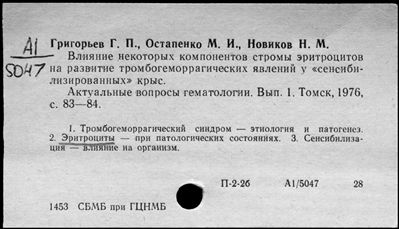 А1
5047
Григорьев Г. П., Остапенко М. И., Новиков Н. М.
Влияние некоторых компонентов стромы эритроцитов
на развитие тромбогеморрагических явлений у «сенсиби-
лизированных» крыс.
Актуальные вопросы гематологии. Вып. 1. Томск, 1976,
с. 83—84.
1. Тромбогеморрагический синдром — этиология и патогенез.
2. Эритроциты — при патологических состояниях. 3. Сенсибилиза-
ция — влияние на организм.
П-2-2б А1/5047 28
1453 СБМБ при ГЦНМБ